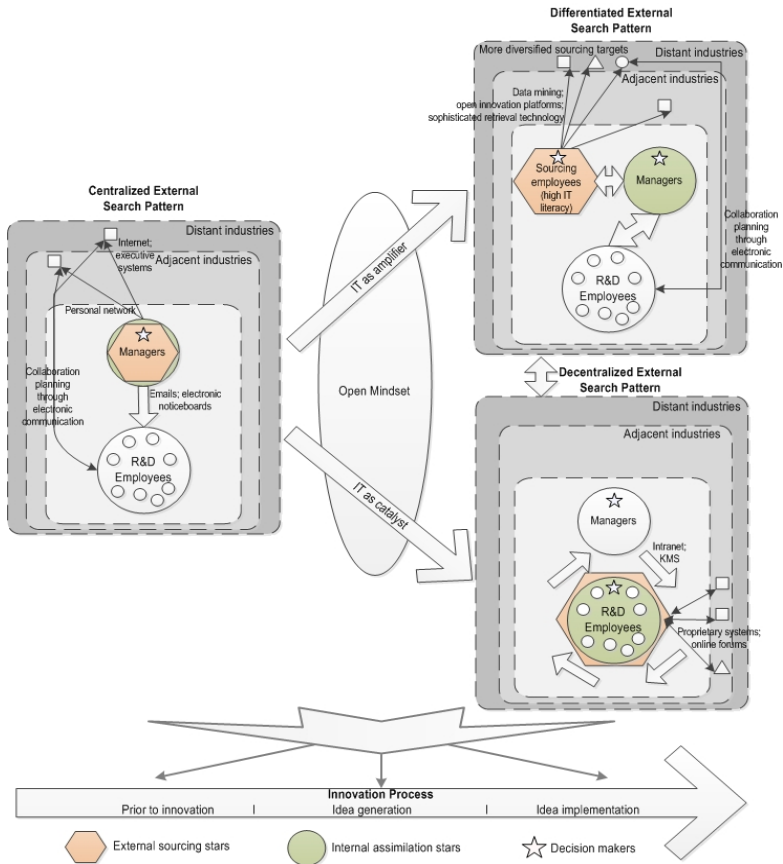 Differentiated External
Search Pattern
More diversified sourcing targets
Distant industries
Adjacent industries
Data mining;
open innovation platforms;
sophisticated retrieval technology
Sourcing
employees
(high IT
literacy)
Managers
R&D
Employees
Collaboration
planning
through
electronic
communication
Centralized External
Search Pattern
Distant industries
Internet;
executive
systems
Adjacent industries
Personal network
Managers
Collaboration
planning
through
electronic
communication
Emails; electronic
noticeboards
R&D
Employees
IT as amplifier
Open Mindset
IT as catalyst
Decentralized External
Search Pattern
Distant industries
Adjacent industries
Managers
Intranet;
KMS
R&D
Employees
Proprietary systems;
online forums
Innovation Process
Prior to innovation | Idea generation | Idea implementation
External sourcing stars
Internal assimilation stars
Decision makers